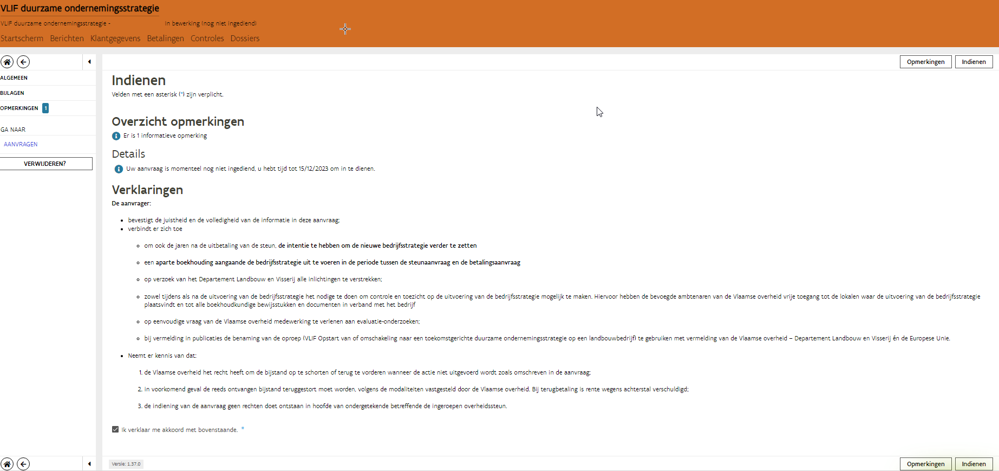 VLIF duurzame ondernemingsstrategie
VLIF duurzame ondernemingsstrategie - In bewerking (nog niet ingediend)
Startscherm Berichten Klantgegevens Betalingen Controles Dossiers
Opmerkingen Indienen
ALGEMEEN
BIJLAGEN
OPMERKINGEN 1
GA NAAR
AANVRAGEN
VERWIJDEREN?
Indienen
Velden met een asterisk (*) zijn verplicht.
Overzicht opmerkingen
Er is 1 informatieve opmerking
Details
Uw aanvraag is momenteel nog niet ingediend, u hebt tijd tot 15/12/2023 om in te dienen.
Verklaringen
De aanvrager:
bevestigt de juistheid en de volledigheid van de informatie in deze aanvraag;
verbindt er zich toe
om ook de jaren na de uitbetaling van de steun, de intentie te hebben om de nieuwe bedrijfsstrategie verder te zetten
een aparte boekhouding aangaande de bedrijfsstrategie uit te voeren in de periode tussen de steunaanvraag en de betalingsaanvraag
op verzoek van het Departement Landbouw en Visserij alle inlichtingen te verstrekken;
zowel tijdens als na de uitvoering van de bedrijfsstrategie het nodige te doen om controle en toezicht op de uitvoering van de bedrijfsstrategie mogelijk te maken. Hiervoor hebben de bevoegde ambtenaren van de Vlaamse overheid vrije toegang tot de lokalen waar de uitvoering van de bedrijfsstrategie
plaatsvindt en tot alle boekhoudkundige bewijsstukken en documenten in verband met het bedrijf
op eenvoudige vraag van de Vlaamse overheid medewerking te verlenen aan evaluatie-onderzoeken;
bij vermelding in publicaties de benaming van de oproep (VLIF Opstart van of omschakeling naar een toekomstgerichte duurzame ondernemingsstrategie op een landbouwbedrijf) te gebruiken met vermelding van de Vlaamse overheid – Departement Landbouw en Visserij én de Europese Unie.
Neemt er kennis van dat:
1. de Vlaamse overheid het recht heeft om de bijstand op te schorten of terug te vorderen wanneer de actie niet uitgevoerd wordt zoals omschreven in de aanvraag;
2. in voorkomend geval de reeds ontvangen bijstand teruggestort moet worden, volgens de modaliteiten vastgesteld door de Vlaamse overheid. Bij terugbetaling is rente wegens achterstal verschuldigd;
3. de indiening van de aanvraag geen rechten doet ontstaan in hoofde van ondergetekende betreffende de ingeroepen overheidssteun.
Ik verklaar me akkoord met bovenstaande. *
Versie: 1.37.0
Opmerkingen Indienen